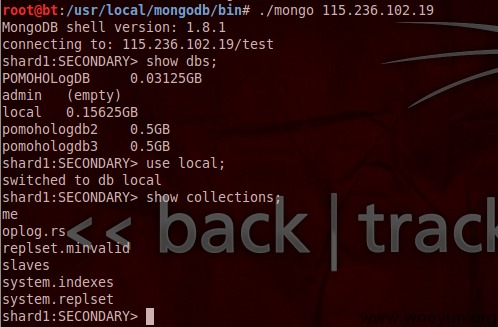 root@bt:/usr/local/mongodb/bin# ./mongo 115.236.102.19
MongoDB shell version: 1.8.1
connecting to: 115.236.102.19/test
shard1:SECONDARY> show dbs;
POMOHOLogDB     0.03125GB
admin   (empty)
local   0.15625GB
pomohologdb2    0.5GB
pomohologdb3    0.5GB
shard1:SECONDARY> use local;
switched to db local
shard1:SECONDARY> show collections;
me
oplog.rs
replset.minvalid
slaves
system.indexes
system.replset
shard1:SECONDARY>
<< back | track